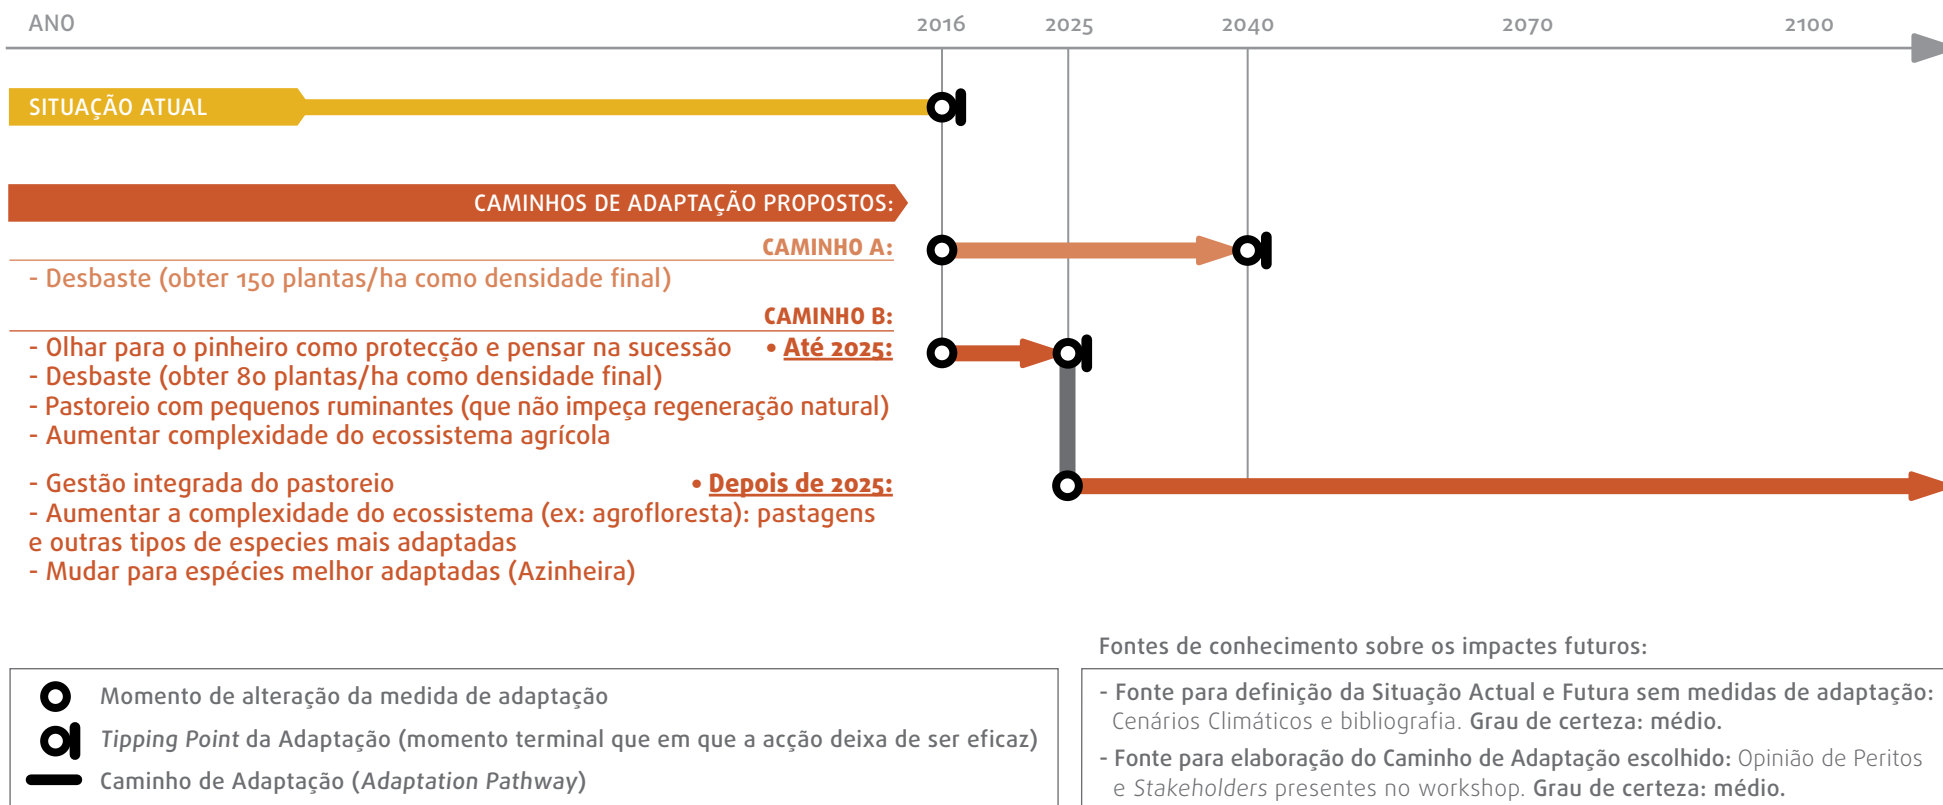 ANO 2016 2025 2040 2070 2100
SITUAÇÃO ATUAL
CAMINHOS DE ADAPTAÇÃO PROPOSTOS:
CAMINHO A:
- Desbaste (obter 150 plantas/ha como densidade final)
CAMINHO B:
- Olhar para o pinheiro como protecção e pensar na sucessão • Até 2025:
- Desbaste (obter 80 plantas/ha como densidade final)
- Pastoreio com pequenos ruminantes (que não impeça regeneração natural)
- Aumentar complexidade do ecossistema agrícola
- Gestão integrada do pastoreio • Depois de 2025:
- Aumentar a complexidade do ecossistema (ex: agrofloresta): pastagens
e outras tipos de especies mais adaptadas
- Mudar para espécies melhor adaptadas (Azinheira)
Momento de alteração da medida de adaptação
Tipping Point da Adaptação (momento terminal que em que a acção deixa de ser eficaz)
Caminho de Adaptação (Adaptation Pathway)
Fontes de conhecimento sobre os impactes futuros:
- Fonte para definição da Situação Actual e Futura sem medidas de adaptação:
Cenários Climáticos e bibliografia. Grau de certeza: médio.
- Fonte para elaboração do Caminho de Adaptação escolhido: Opinião de Peritos
e Stakeholders presentes no workshop. Grau de certeza: médio.